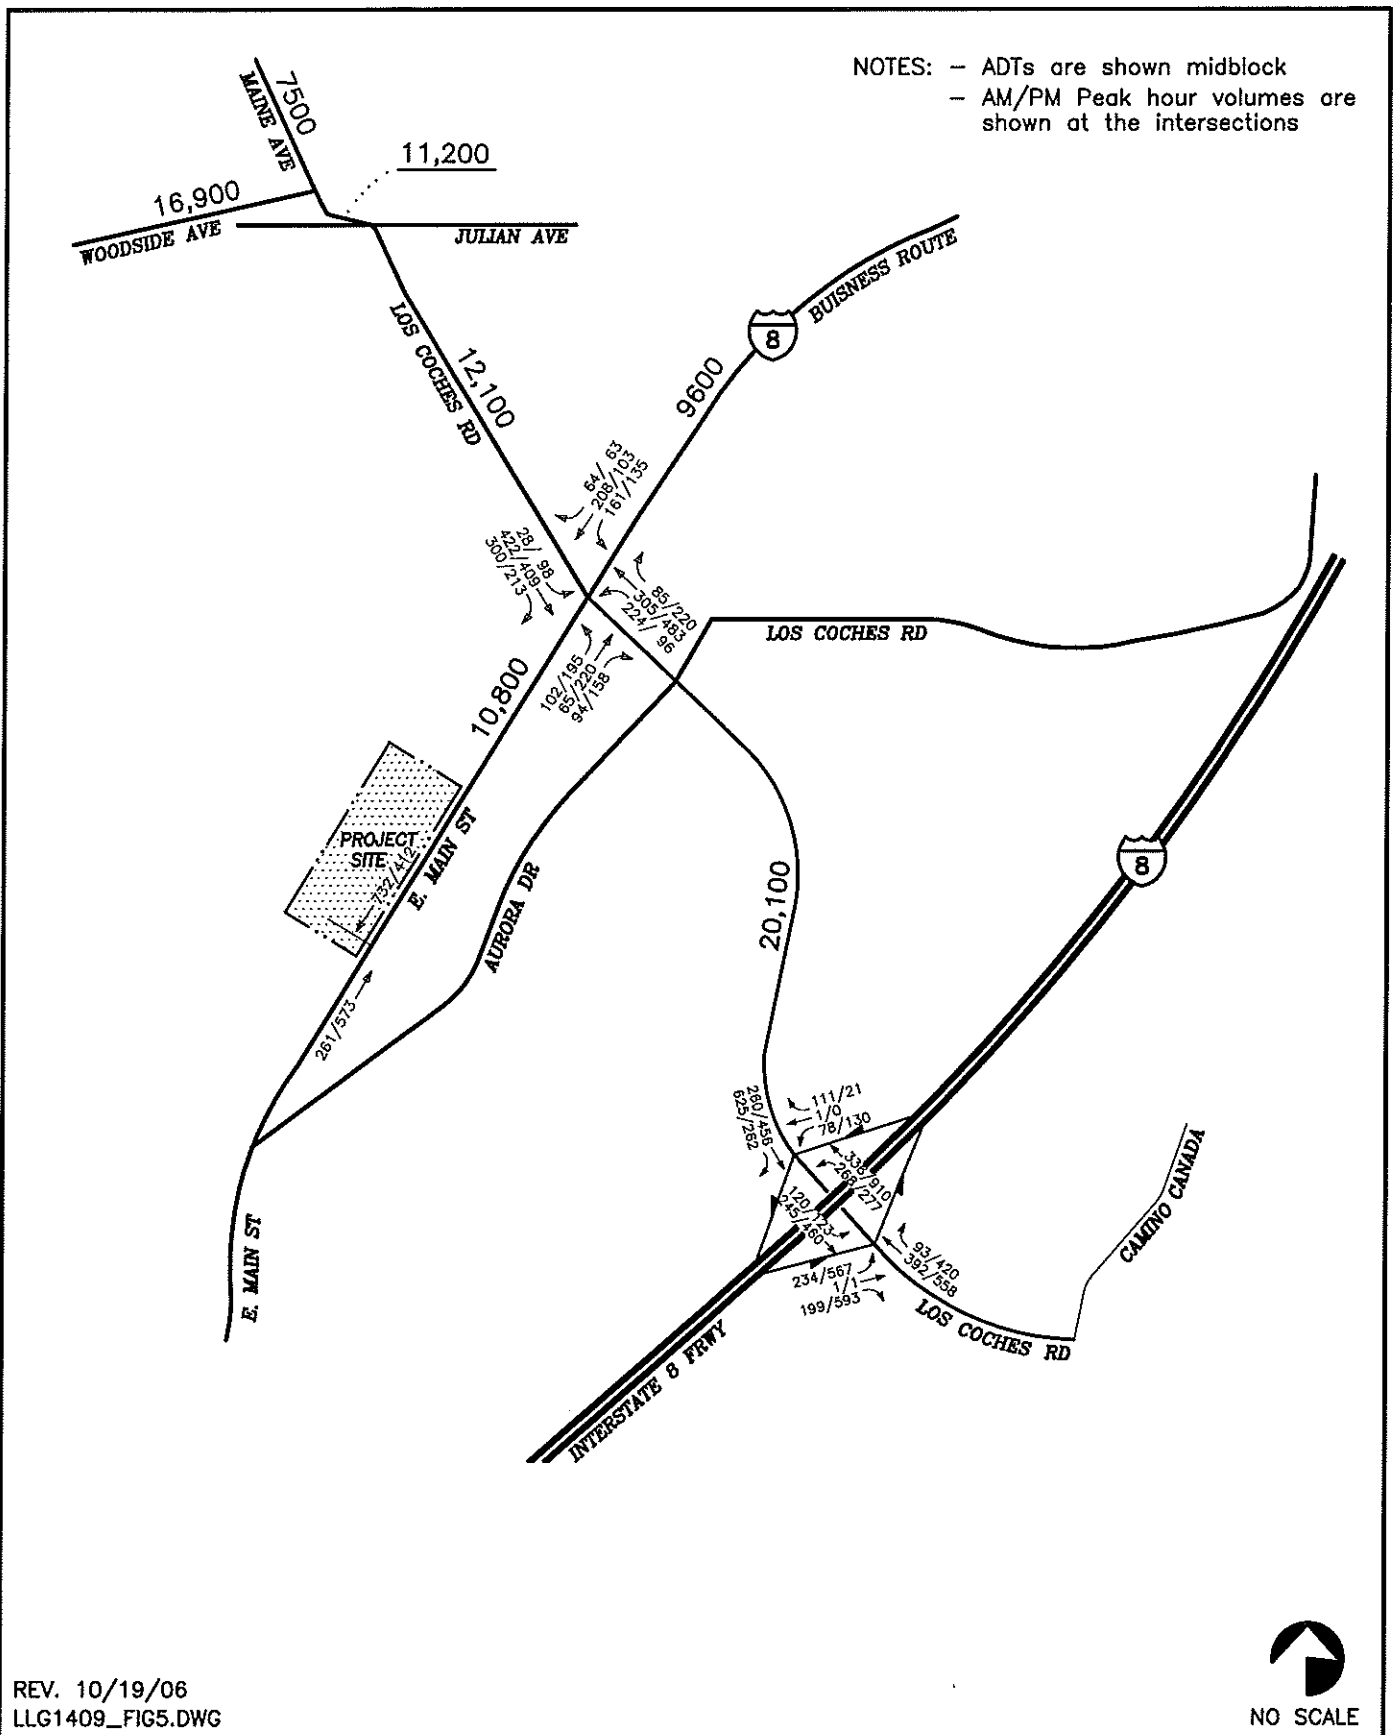 NOTES: - ADTs are shown midblock
- AM/PM Peak hour volumes are
shown at the intersections
7500
MAINE AVE
11,200
16,900
WOODSIDE AVE
JULIAN AVE
BUISNESS ROUTE
8
LOS COCHES RD
12,100
9600
64/ 63
208/103
161/135
28/ 98
422/409
300/213
85/220
305/483
224/ 96
LOS COCHES RD
102/195
65/220
94/158
10,800
PROJECT
SITE
732/412
E. MAIN ST
AURORA DR
20,100
8
261/573
260/456
625/262
111/21
1/0
78/130
338/910
268/277
120/123
245/460
93/420
392/558
234/567
1/1
199/593
CAMINO CANADA
E. MAIN ST
LOS COCHES RD
INTERSTATE 8 FRWY
REV. 10/19/06
LLG1409_FIG5.DWG
NO SCALE